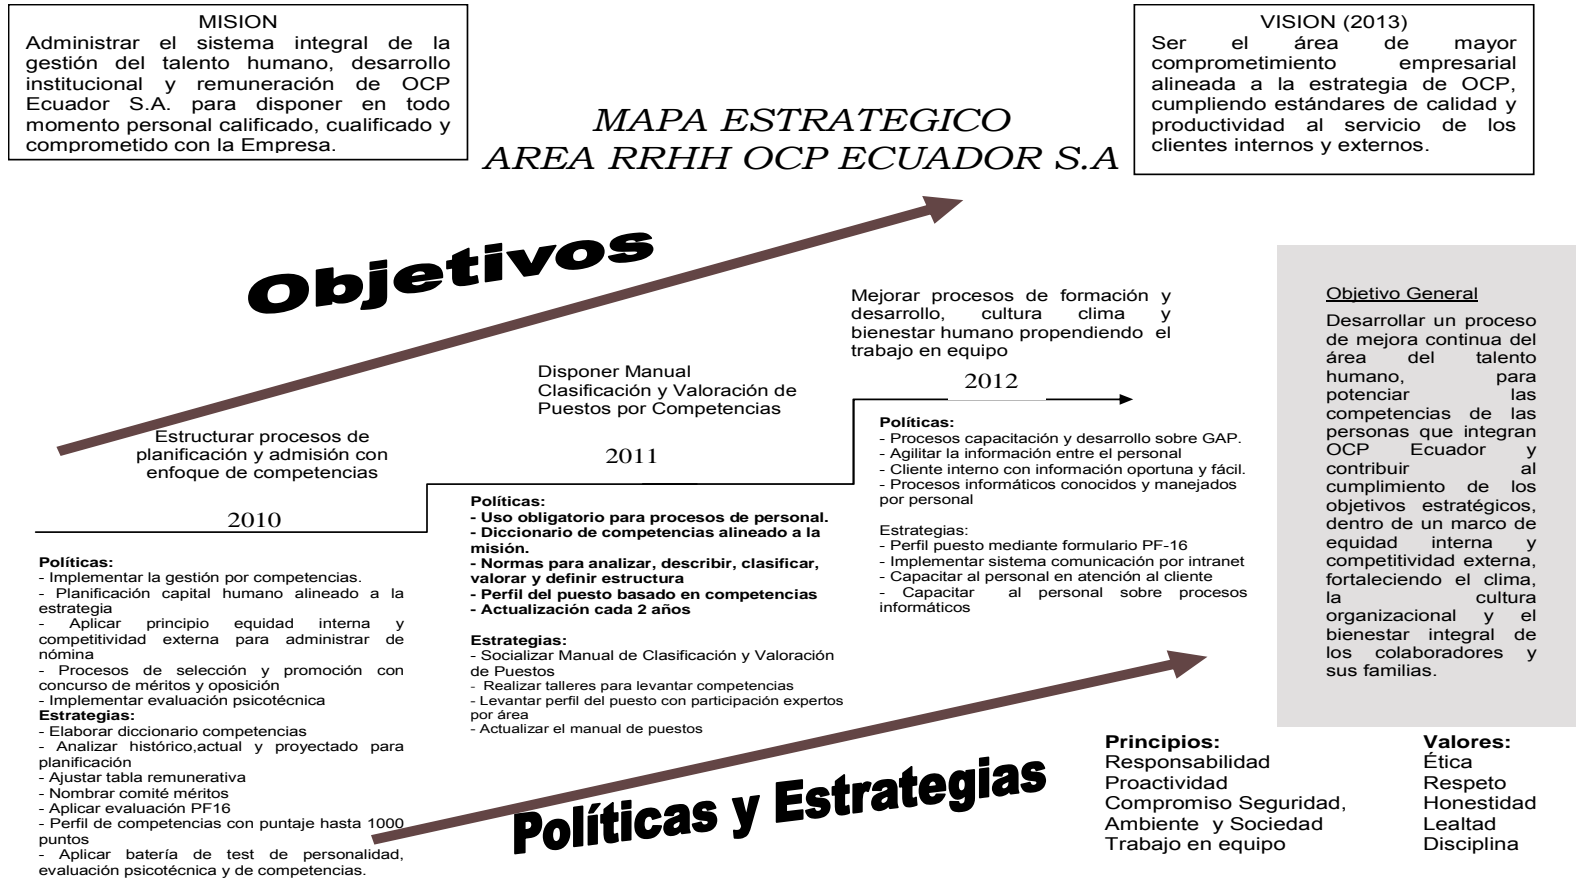 MISION
Administrar el sistema integral de la
gestión del talento humano, desarrollo
institucional y remuneración de OCP
Ecuador S.A. para disponer en todo
momento personal calificado, cualificado y
comprometido con la Empresa.
VISION (2013)
Ser el área de mayor
comprometimiento empresarial
alineada a la estrategia de OCP,
cumpliendo estándares de calidad y
productividad al servicio de los
clientes internos y externos.
MAPA ESTRATEGICO
AREA RRHH OCP ECUADOR S.A
Objetivos
Estructurar procesos de
planificación y admisión con
enfoque de competencias
2010
Políticas:
- Implementar la gestión por competencias.
- Planificación capital humano alineado a la
estrategia
- Aplicar principio equidad interna y
competitividad externa para administrar de
nómina
- Procesos de selección y promoción con
concurso de méritos y oposición
- Implementar evaluación psicotécnica
Estrategias:
- Elaborar diccionario competencias
- Analizar histórico,actual y proyectado para
planificación
- Ajustar tabla remunerativa
- Nombrar comité méritos
- Aplicar evaluación PF16
- Perfil de competencias con puntaje hasta 1000
puntos
- Aplicar batería de test de personalidad,
evaluación psicotécnica y de competencias.
Disponer Manual
Clasificación y Valoración de
Puestos por Competencias
2011
Políticas:
- Uso obligatorio para procesos de personal.
- Diccionario de competencias alineado a la
misión.
- Normas para analizar, describir, clasificar,
valorar y definir estructura
- Perfil del puesto basado en competencias
- Actualización cada 2 años
Estrategias:
- Socializar Manual de Clasificación y Valoración
de Puestos
- Realizar talleres para levantar competencias
- Levantar perfil del puesto con participación expertos
por área
- Actualizar el manual de puestos
Mejorar procesos de formación y
desarrollo, cultura clima y
bienestar humano propendiendo el
trabajo en equipo
2012
Políticas:
- Procesos capacitación y desarrollo sobre GAP.
- Agilitar la información entre el personal
- Cliente interno con información oportuna y fácil.
- Procesos informáticos conocidos y manejados
por personal
Estrategias:
- Perfil puesto mediante formulario PF-16
- Implementar sistema comunicación por intranet
- Capacitar al personal en atención al cliente
- Capacitar al personal sobre procesos
informáticos
Objetivo General
Desarrollar un proceso
de mejora continua del
área del talento
humano, para
potenciar las
competencias de las
personas que integran
OCP Ecuador y
contribuir al
cumplimiento de los
objetivos estratégicos,
dentro de un marco de
equidad interna y
competitividad externa,
fortaleciendo el clima,
la cultura
organizacional y el
bienestar integral de
los colaboradores y
sus familias.
Políticas y Estrategias
Principios:
Responsabilidad
Proactividad
Compromiso Seguridad,
Ambiente y Sociedad
Trabajo en equipo
Valores:
Ética
Respeto
Honestidad
Lealtad
Disciplina